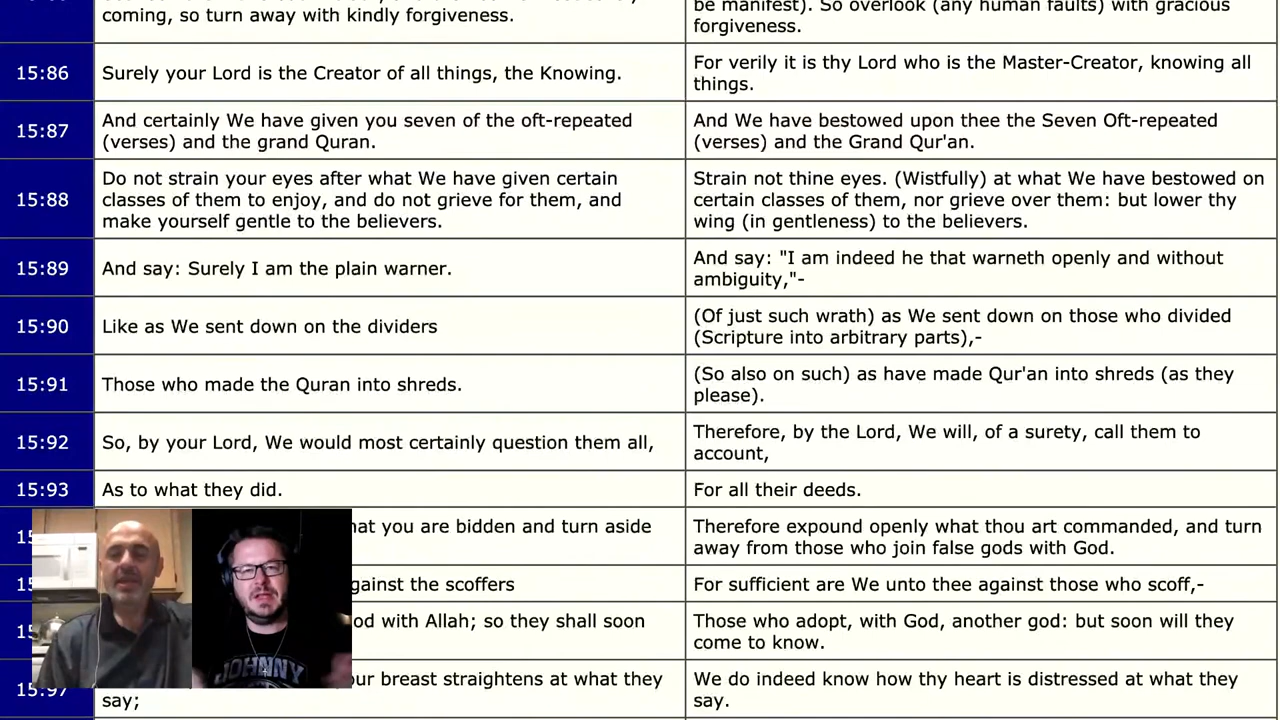 coming, so turn away with kindly forgiveness.
be manifest). So overlook (any human faults) with gracious
forgiveness.
15:86
Surely your Lord is the Creator of all things, the Knowing.
For verily it is thy Lord who is the Master-Creator, knowing all
things.
15:87
And certainly We have given you seven of the oft-repeated
(verses) and the grand Quran.
And We have bestowed upon thee the Seven Oft-repeated
(verses) and the Grand Qur'an.
15:88
Do not strain your eyes after what We have given certain
classes of them to enjoy, and do not grieve for them, and
make yourself gentle to the believers.
Strain not thine eyes. (Wistfully) at what We have bestowed on
certain classes of them, nor grieve over them: but lower thy
wing (in gentleness) to the believers.
15:89
And say: Surely I am the plain warner.
And say: "I am indeed he that warneth openly and without
ambiguity,"-
15:90
Like as We sent down on the dividers
(Of just such wrath) as We sent down on those who divided
(Scripture into arbitrary parts),-
15:91
Those who made the Quran into shreds.
(So also on such) as have made Qur'an into shreds (as they
please).
15:92
So, by your Lord, We would most certainly question them all,
Therefore, by the Lord, We will, of a surety, call them to
account,
15:93
As to what they did.
For all their deeds.
you are bidden and turn aside
Therefore expound openly what thou art commanded, and turn
away from those who join false gods with God.
the scoffers
For sufficient are We unto thee against those who scoff,-
with Allah; so they shall soon
Those who adopt, with God, another god: but soon will they
come to know.
15:97
breast straightens at what they
say;
We do indeed know how thy heart is distressed at what they
say.
JOHNNY